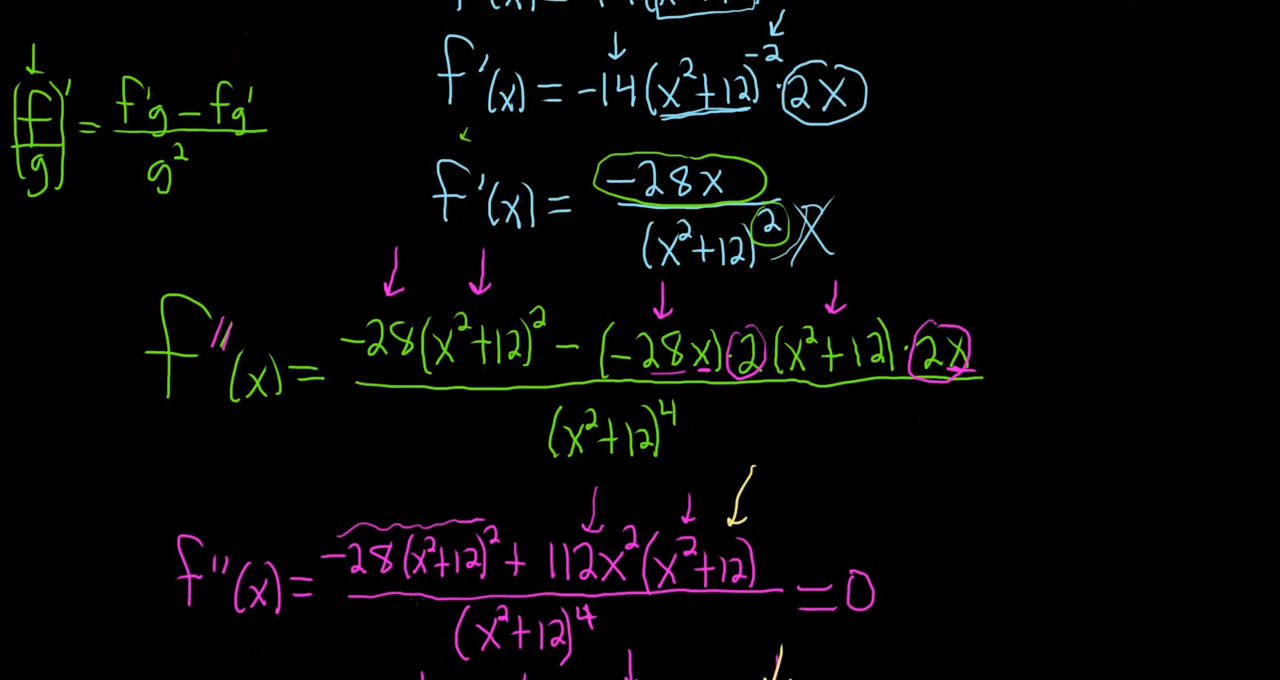 f'(x) = -14(x²+12)⁻² · 2x
(f/g)' = (f'g - fg')/g²
f'(x) = -28x/(x²+12)²
f''(x) = (-28(x²+12)² - (-28x)·2(x²+12)·2x)/(x²+12)⁴
f''(x) = (-28(x²+12)² + 112x²(x²+12))/(x²+12)⁴ = 0